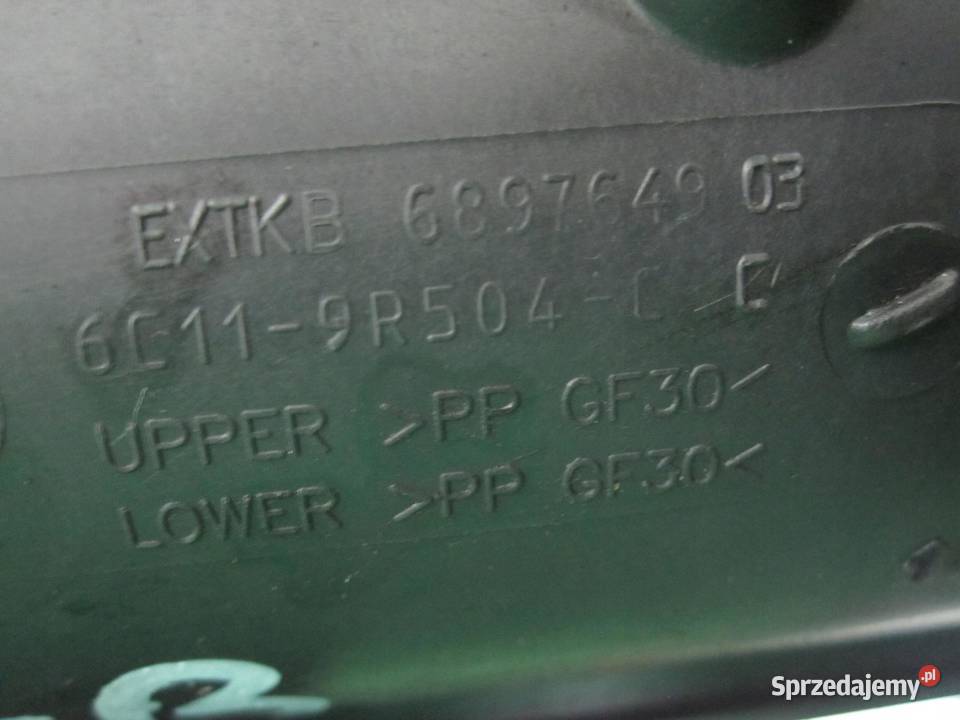 EXTKB 6897649 03
6C11-9R504-C C
UPPER >PP GF30<
LOWER >PP GF30<
Sprzedajemy.pl